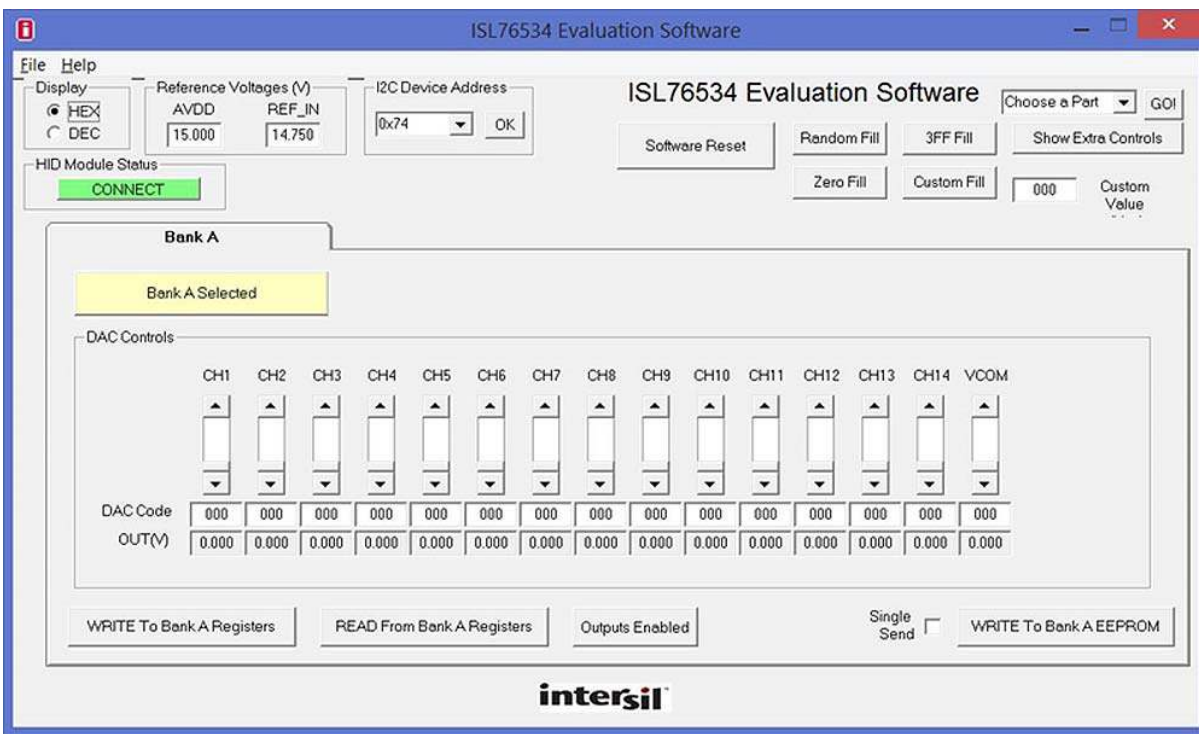 ISL76534 Evaluation Software
File Help
Display
HEX
DEC
Reference Voltages (V)
AVDD REF_IN
15.000 14.750
I2C Device Address
0x74 OK
ISL76534 Evaluation Software
Choose a Part GO!
Software Reset Random Fill 3FF Fill Show Extra Controls
Zero Fill Custom Fill 000 Custom
Value
HID Module Status
CONNECT
Bank A
Bank A Selected
DAC Controls
CH1 CH2 CH3 CH4 CH5 CH6 CH7 CH8 CH9 CH10 CH11 CH12 CH13 CH14 VCOM
DAC Code 000 000 000 000 000 000 000 000 000 000 000 000 000 000 000
OUT(V) 0.000 0.000 0.000 0.000 0.000 0.000 0.000 0.000 0.000 0.000 0.000 0.000 0.000 0.000 0.000
WRITE To Bank A Registers READ From Bank A Registers Outputs Enabled Single
Send WRITE To Bank A EEPROM
intersil